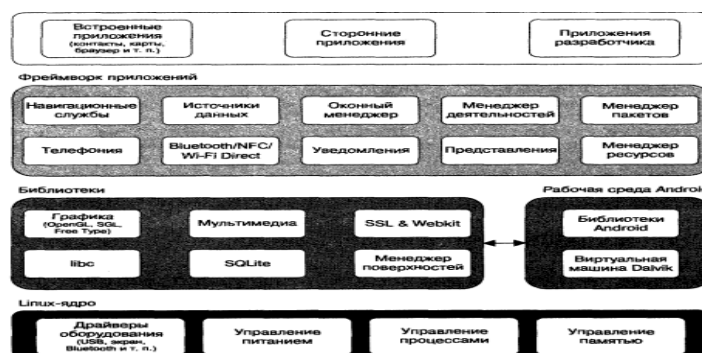 Встроенные
приложения
(контакты, карты,
браузер и т. п.)
Сторонние
приложения
Приложения
разработчика
Фреймворк приложений
Навигационные
службы
Источники
данных
Оконный
менеджер
Менеджер
деятельностей
Менеджер
пакетов
Телефония
Bluetooth/NFC/
Wi-Fi Direct
Уведомления
Представления
Менеджер
ресурсов
Библиотеки
Графика
(OpenGL, SGL,
Free Type)
Мультимедиа
SSL & Webkit
libc
SQLite
Менеджер
поверхностей
Рабочая среда Android
Библиотеки
Android
Виртуальная
машина Dalvik
Linux-ядро
Драйверы
оборудования
(USB, экран,
Bluetooth и т. п.)
Управление
питанием
Управление
процессами
Управление
памятью